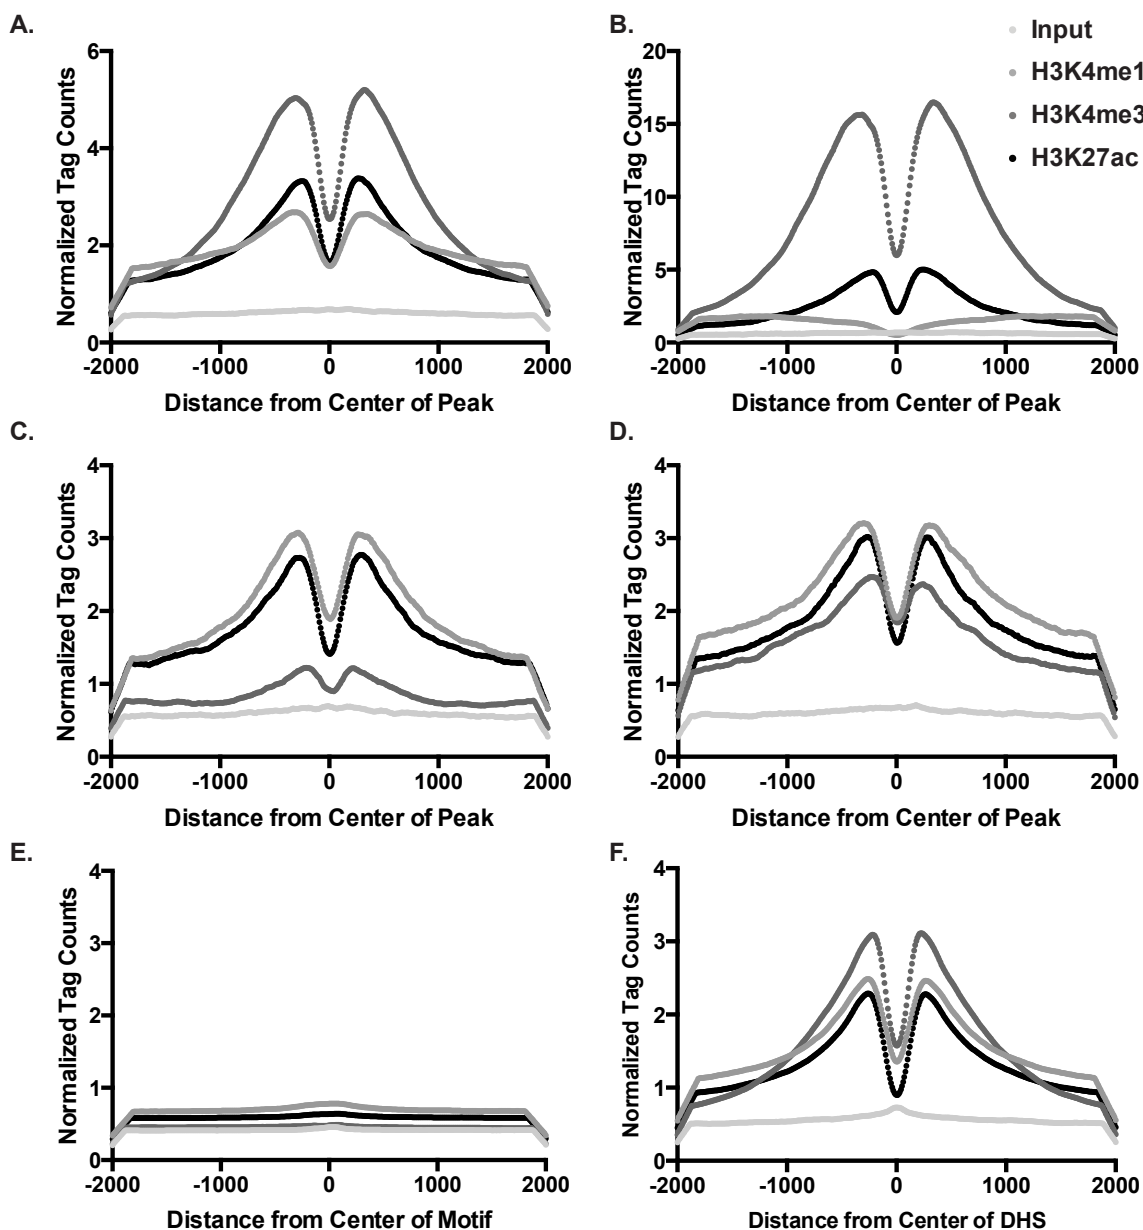 A.
Normalized Tag Counts
6
4
2
0
-2000 -1000 0 1000 2000
Distance from Center of Peak
B.
Normalized Tag Counts
20
15
10
5
0
-2000 -1000 0 1000 2000
Distance from Center of Peak
Input
H3K4me1
H3K4me3
H3K27ac
C.
Normalized Tag Counts
4
3
2
1
0
-2000 -1000 0 1000 2000
Distance from Center of Peak
D.
Normalized Tag Counts
4
3
2
1
0
-2000 -1000 0 1000 2000
Distance from Center of Peak
E.
Normalized Tag Counts
4
3
2
1
0
-2000 -1000 0 1000 2000
Distance from Center of Motif
F.
Normalized Tag Counts
4
3
2
1
0
-2000 -1000 0 1000 2000
Distance from Center of DHS